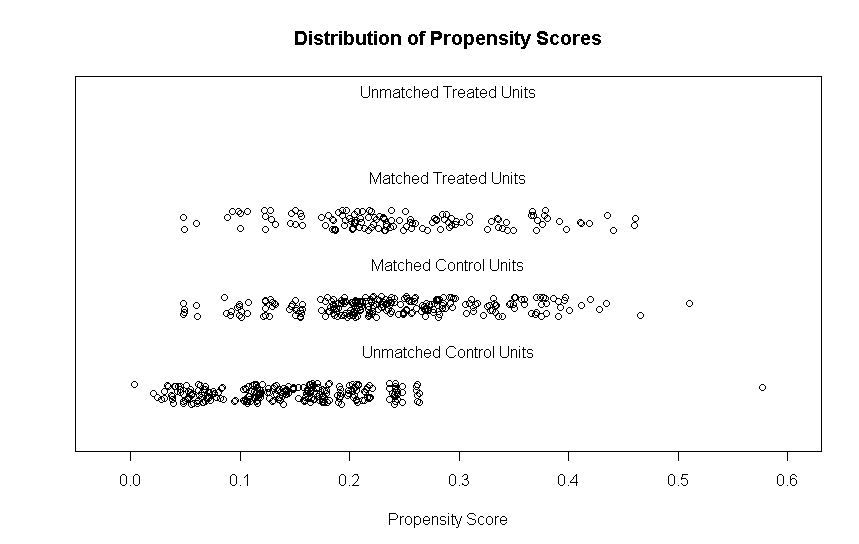 Distribution of Propensity Scores
Unmatched Treated Units
Matched Treated Units
Matched Control Units
Unmatched Control Units
0.0 0.1 0.2 0.3 0.4 0.5 0.6
Propensity Score